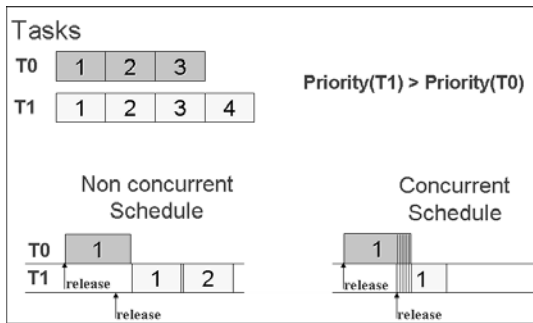 Tasks
T0 1 2 3
Priority(T1) > Priority(T0)
T1 1 2 3 4
Non concurrent
Schedule
Concurrent
Schedule
T0 1 1
T1 release 1 2 release 1
release release